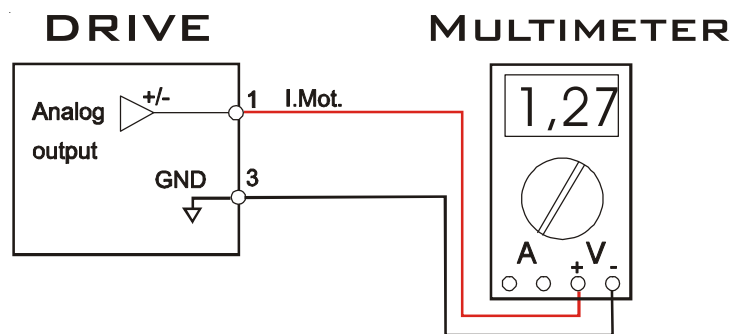 DRIVE
MULTIMETER
+/-
1 I.Mot.
Analog
output
1,27
GND 3
A V
+ -